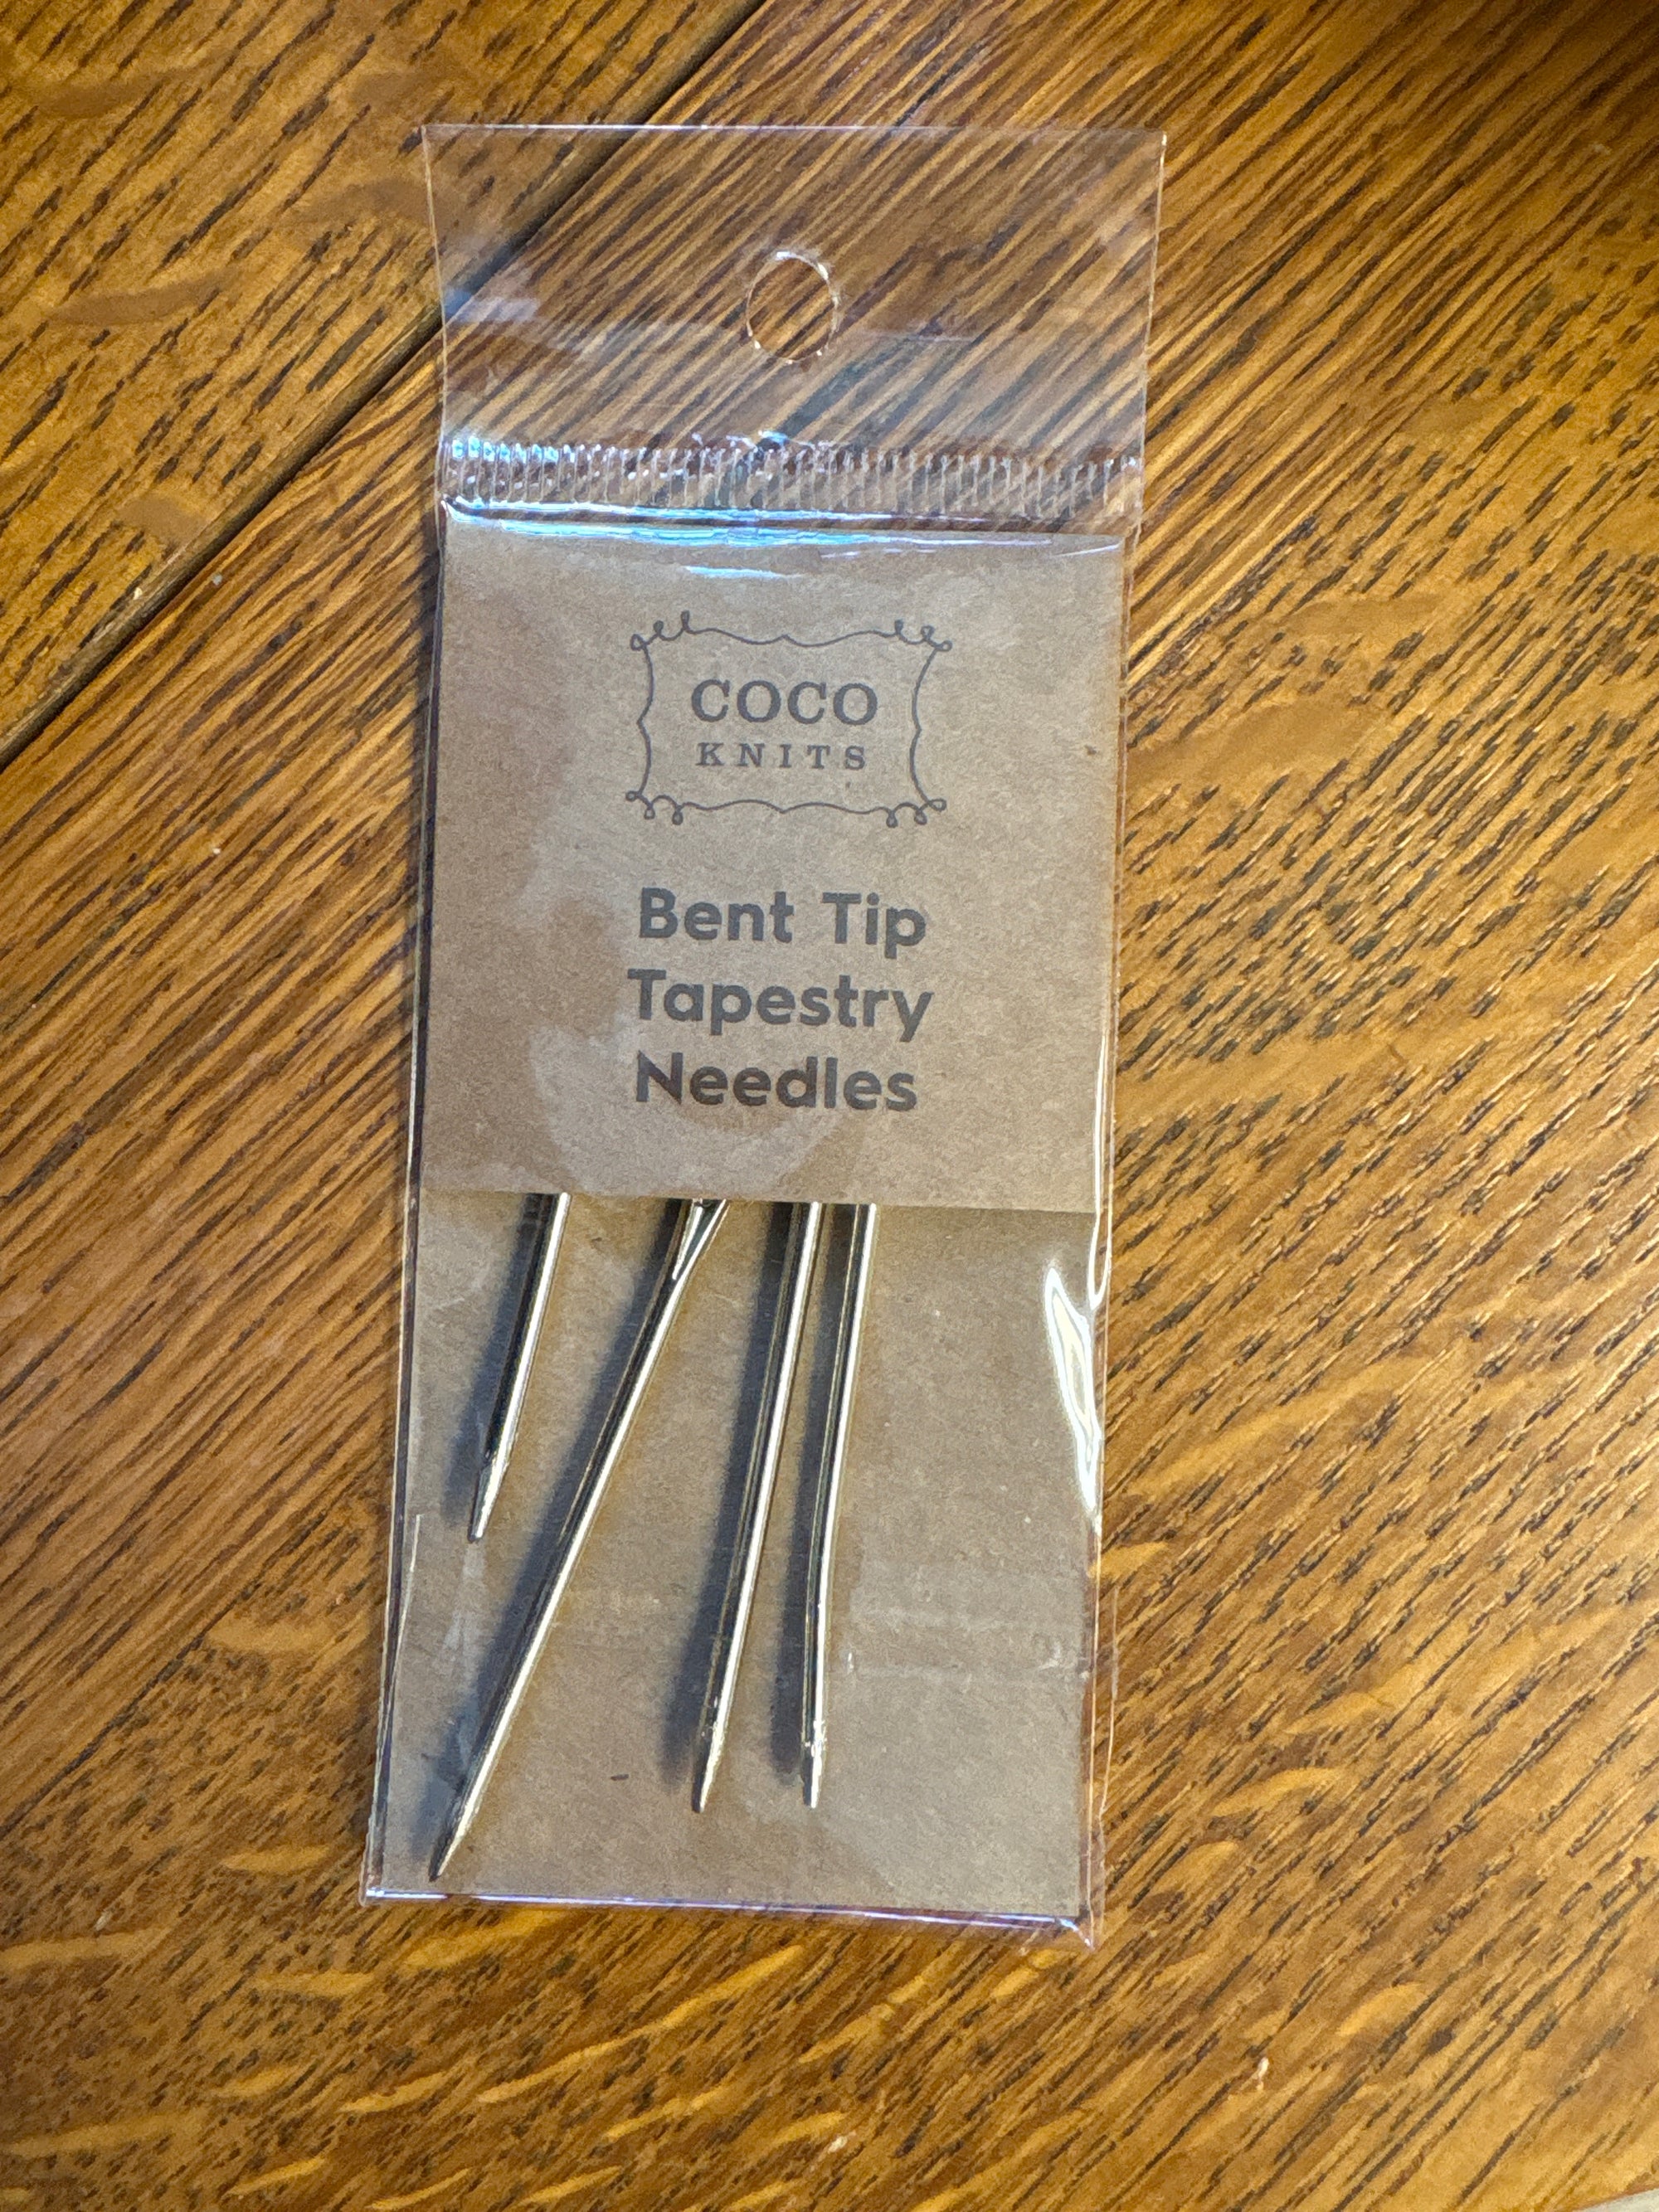 COCO
KNITS
Bent Tip
Tapestry
Needles